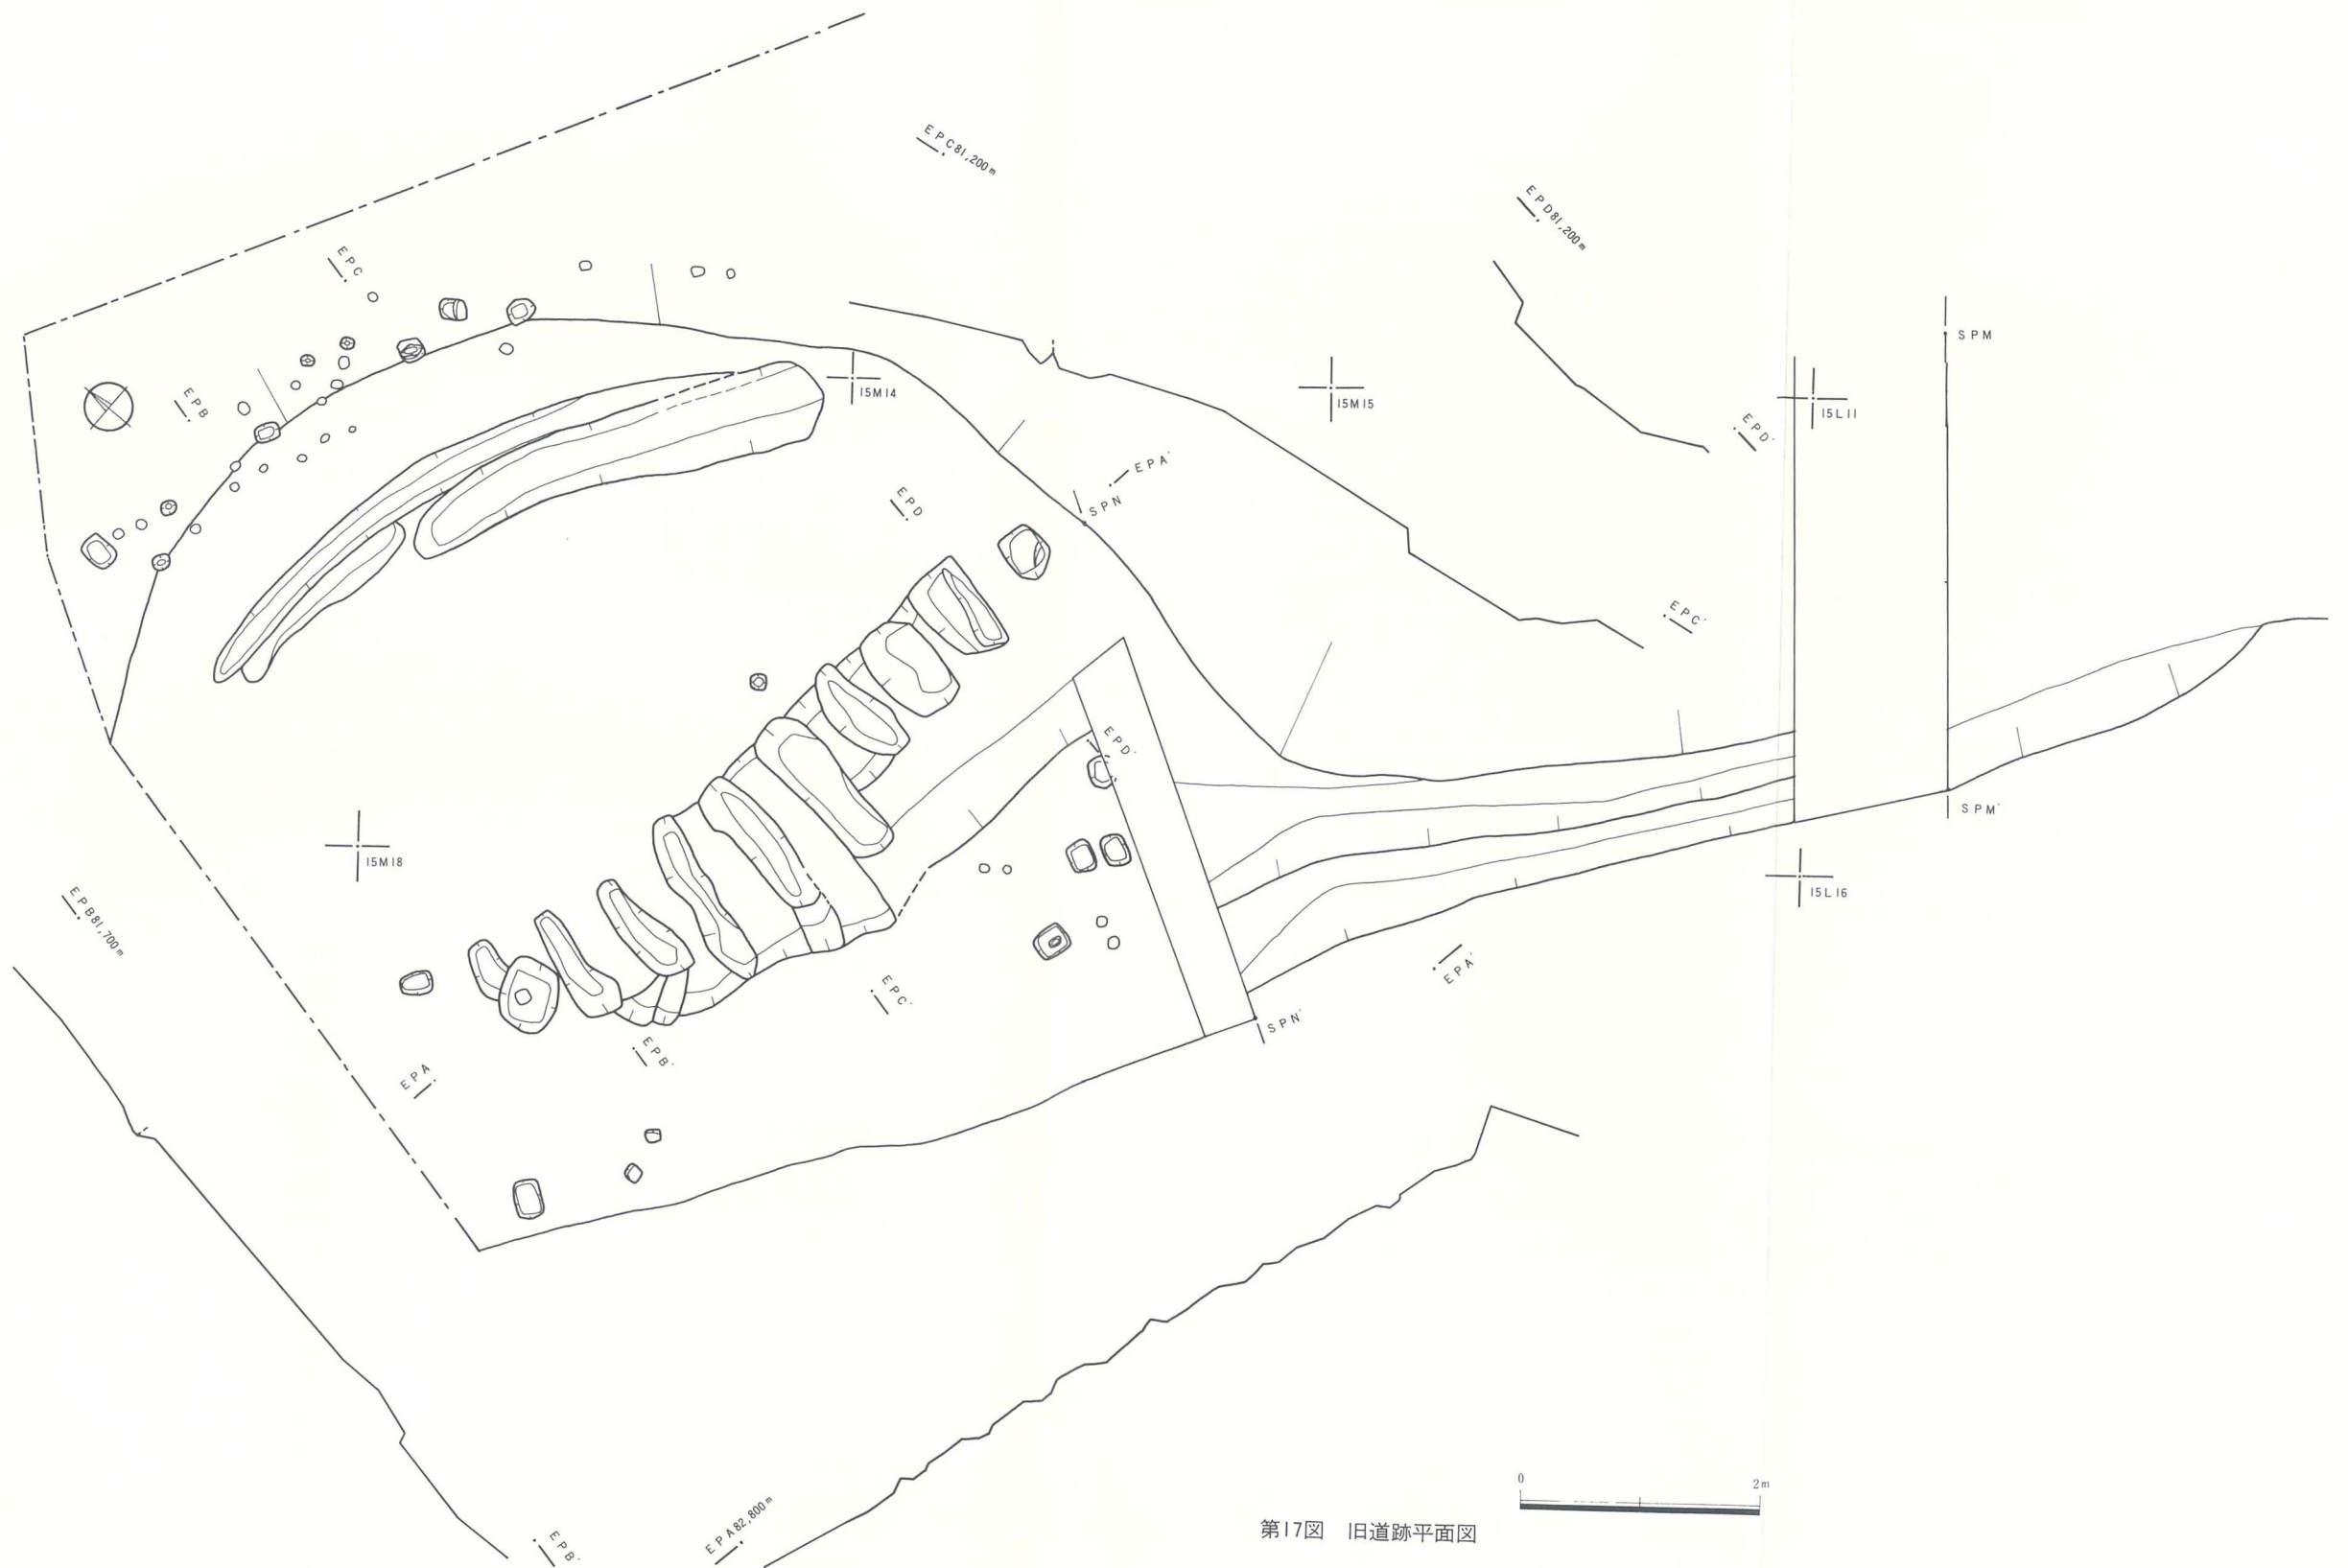 EPC81,200m
EPD81,200m
EPC
SPM
EPB
15M14
15M15
15L11
EPD'
EPA'
SPN
EPD
EPC'
EPD'
SPM'
15M18
15L16
EPB81,700m
EPA'
EPC'
SPN'
EPB'
EPA
0
2m
EPA82,800m
第17図 旧道跡平面図
EPB'